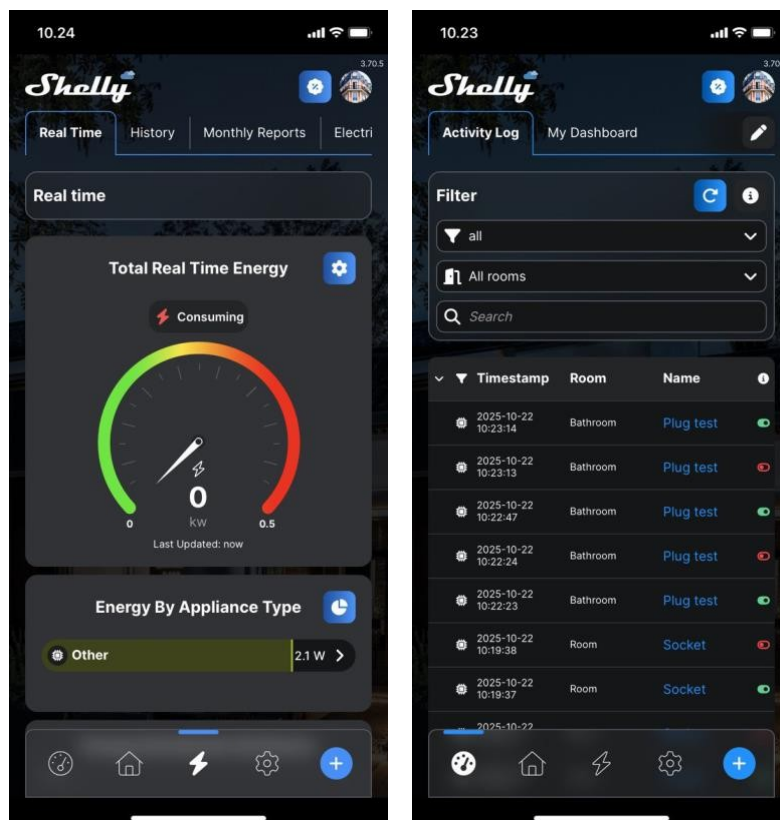 10.24
3.70.5
Shelly
Real Time
History
Monthly Reports
Electri
Real time
Total Real Time Energy
Consuming
0
kw
0
0.5
Last Updated: now
Energy By Appliance Type
Other
2.1 W
10.23
3.70
Shelly
Activity Log
My Dashboard
Filter
all
All rooms
Search
Timestamp Room Name
2025-10-22
10:23:14
Bathroom
Plug test
2025-10-22
10:23:13
Bathroom
Plug test
2025-10-22
10:22:47
Bathroom
Plug test
2025-10-22
10:22:24
Bathroom
Plug test
2025-10-22
10:22:23
Bathroom
Plug test
2025-10-22
10:19:38
Room
Socket
2025-10-22
10:19:37
Room
Socket
2025-10-22